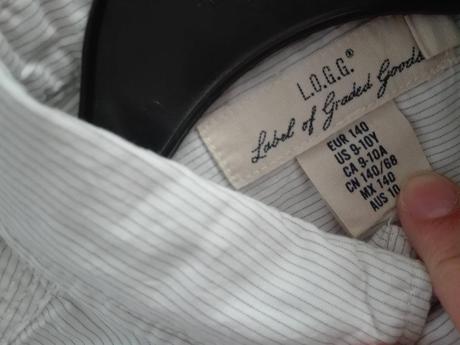 L.O.G.G.®
Label of Graded Goods
EUR 140
US 9-10Y
CA 9-10A
CN 140/68
MX 140
AUS 10